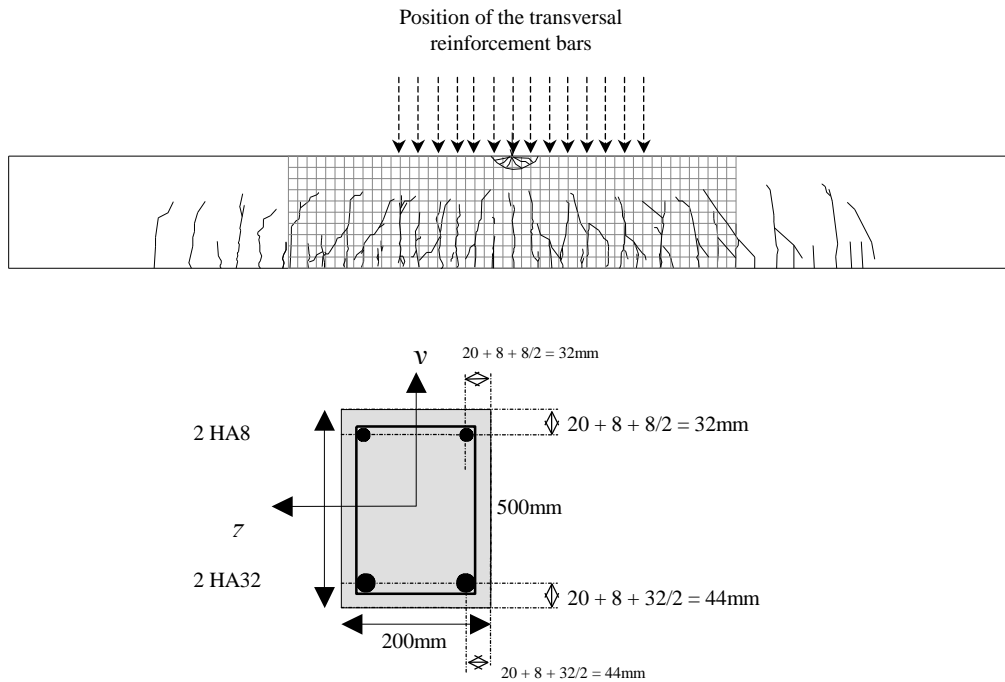 Position of the transversal
reinforcement bars
y
20 + 8 + 8/2 = 32mm
2 HA8
20 + 8 + 8/2 = 32mm
500mm
z
2 HA32
20 + 8 + 32/2 = 44mm
200mm
20 + 8 + 32/2 = 44mm